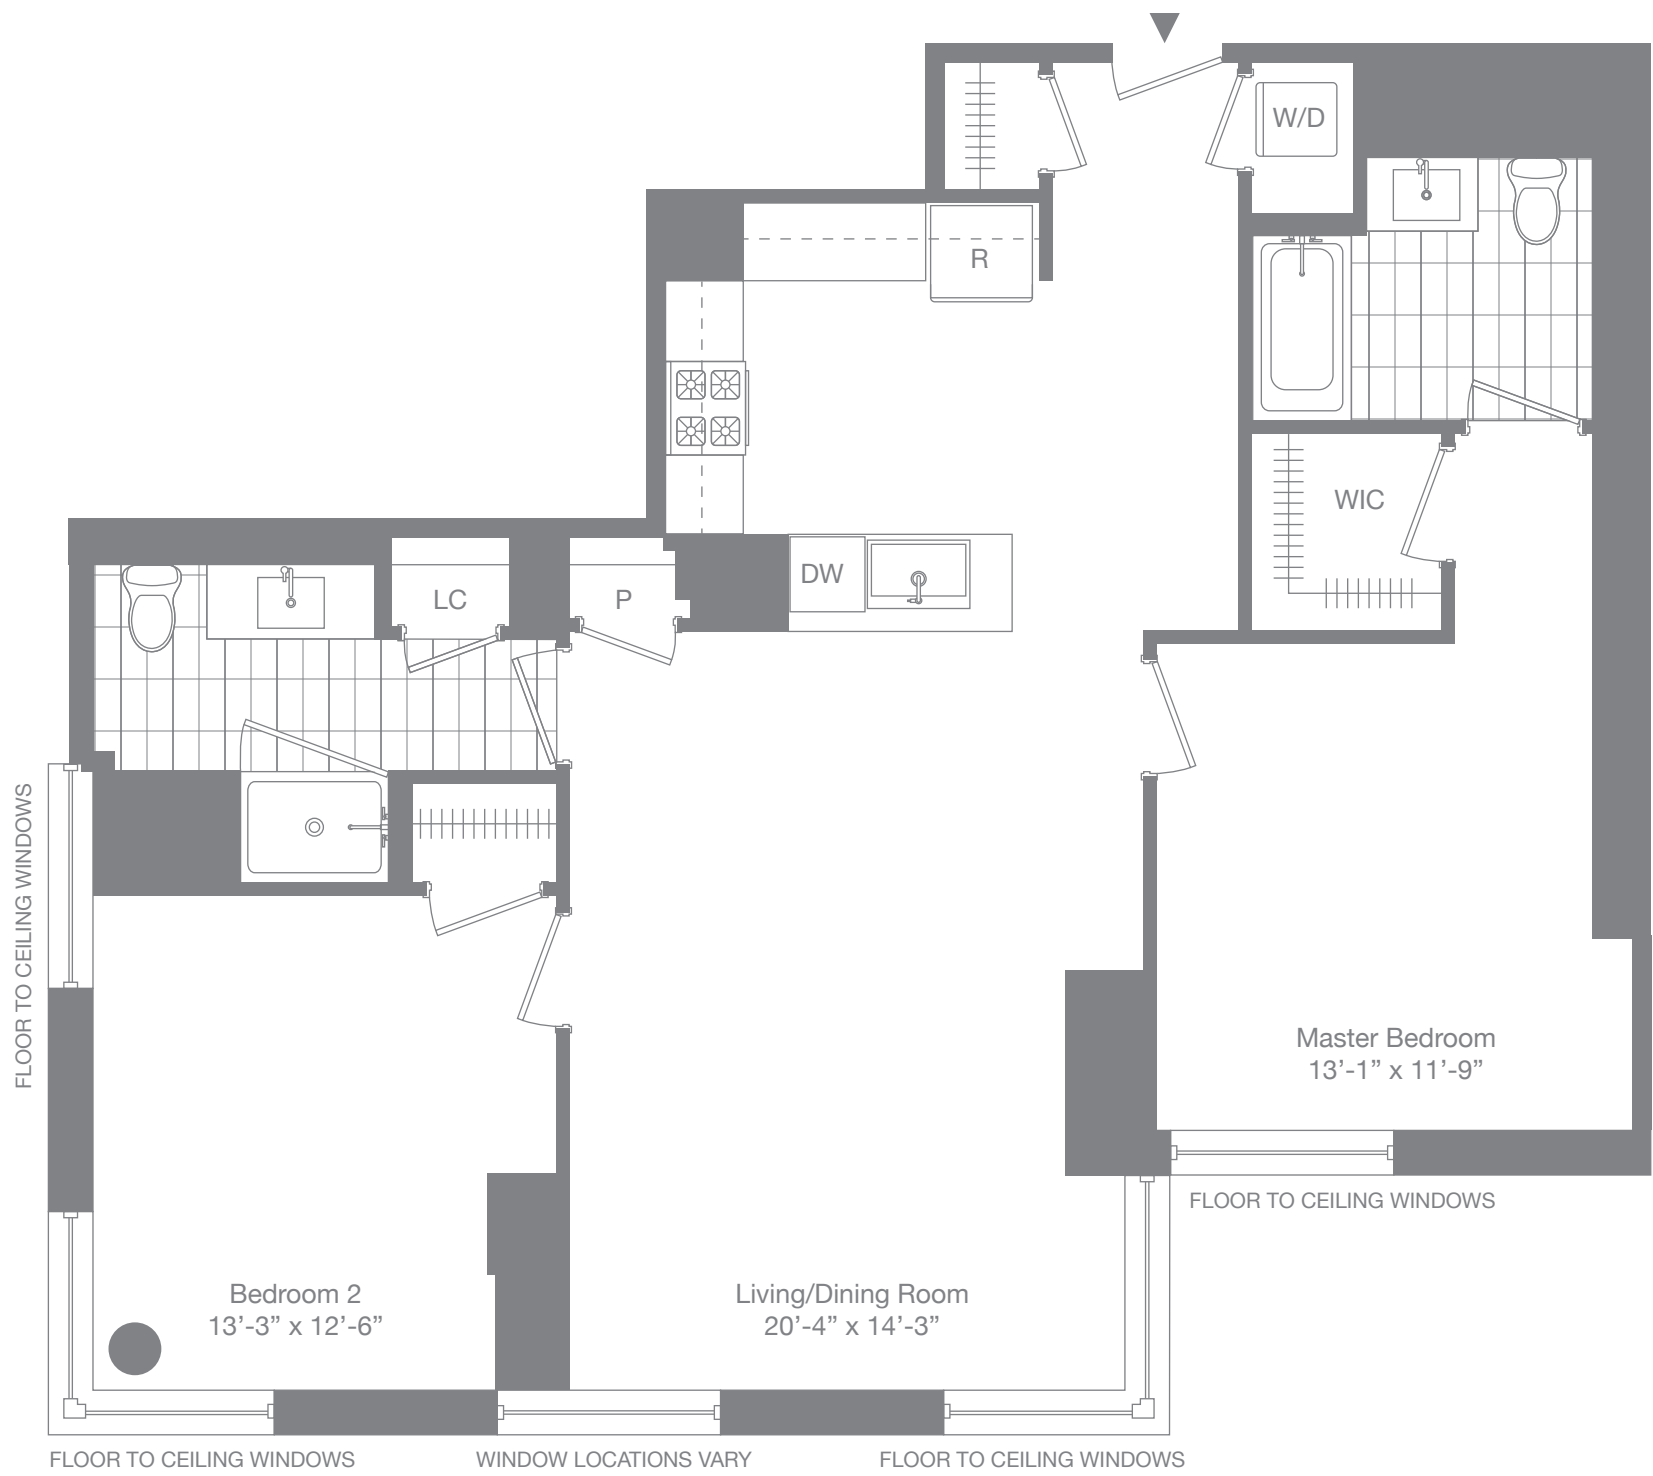 W/D
R
WIC
DW
LC
P
FLOOR TO CEILING WINDOWS
Master Bedroom
13’-1” x 11’-9”
FLOOR TO CEILING WINDOWS
Bedroom 2
13’-3” x 12’-6”
Living/Dining Room
20’-4” x 14’-3”
FLOOR TO CEILING WINDOWS
WINDOW LOCATIONS VARY
FLOOR TO CEILING WINDOWS